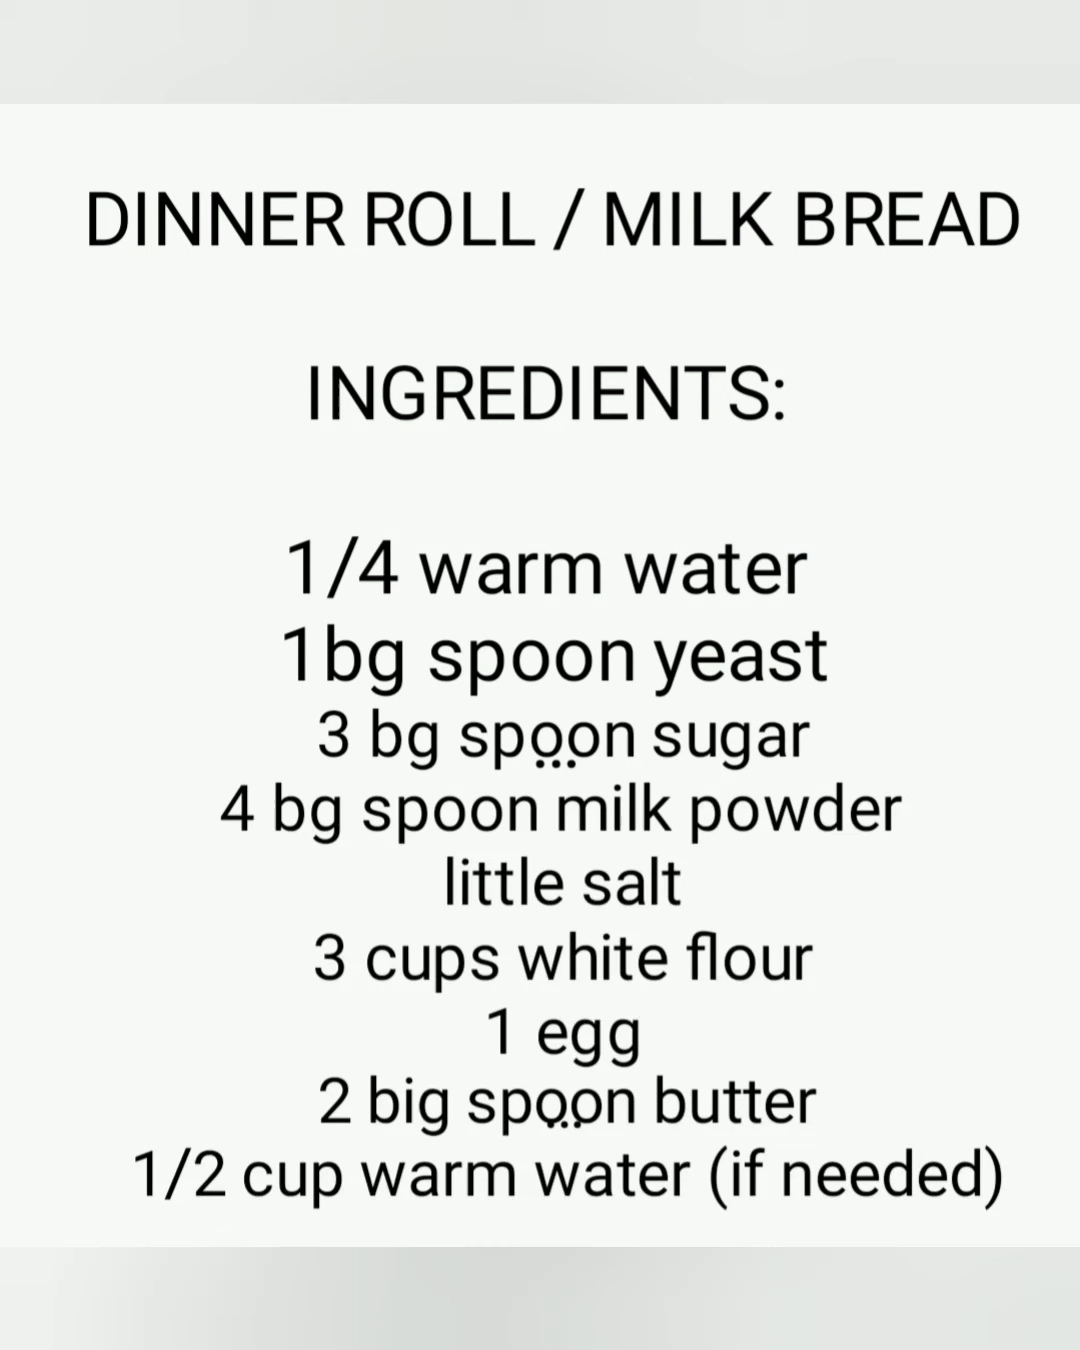 DINNER ROLL / MILK BREAD
INGREDIENTS:
1/4 warm water
1bg spoon yeast
3 bg spoon sugar
4 bg spoon milk powder
little salt
3 cups white flour
1 egg
2 big spoon butter
1/2 cup warm water (if needed)